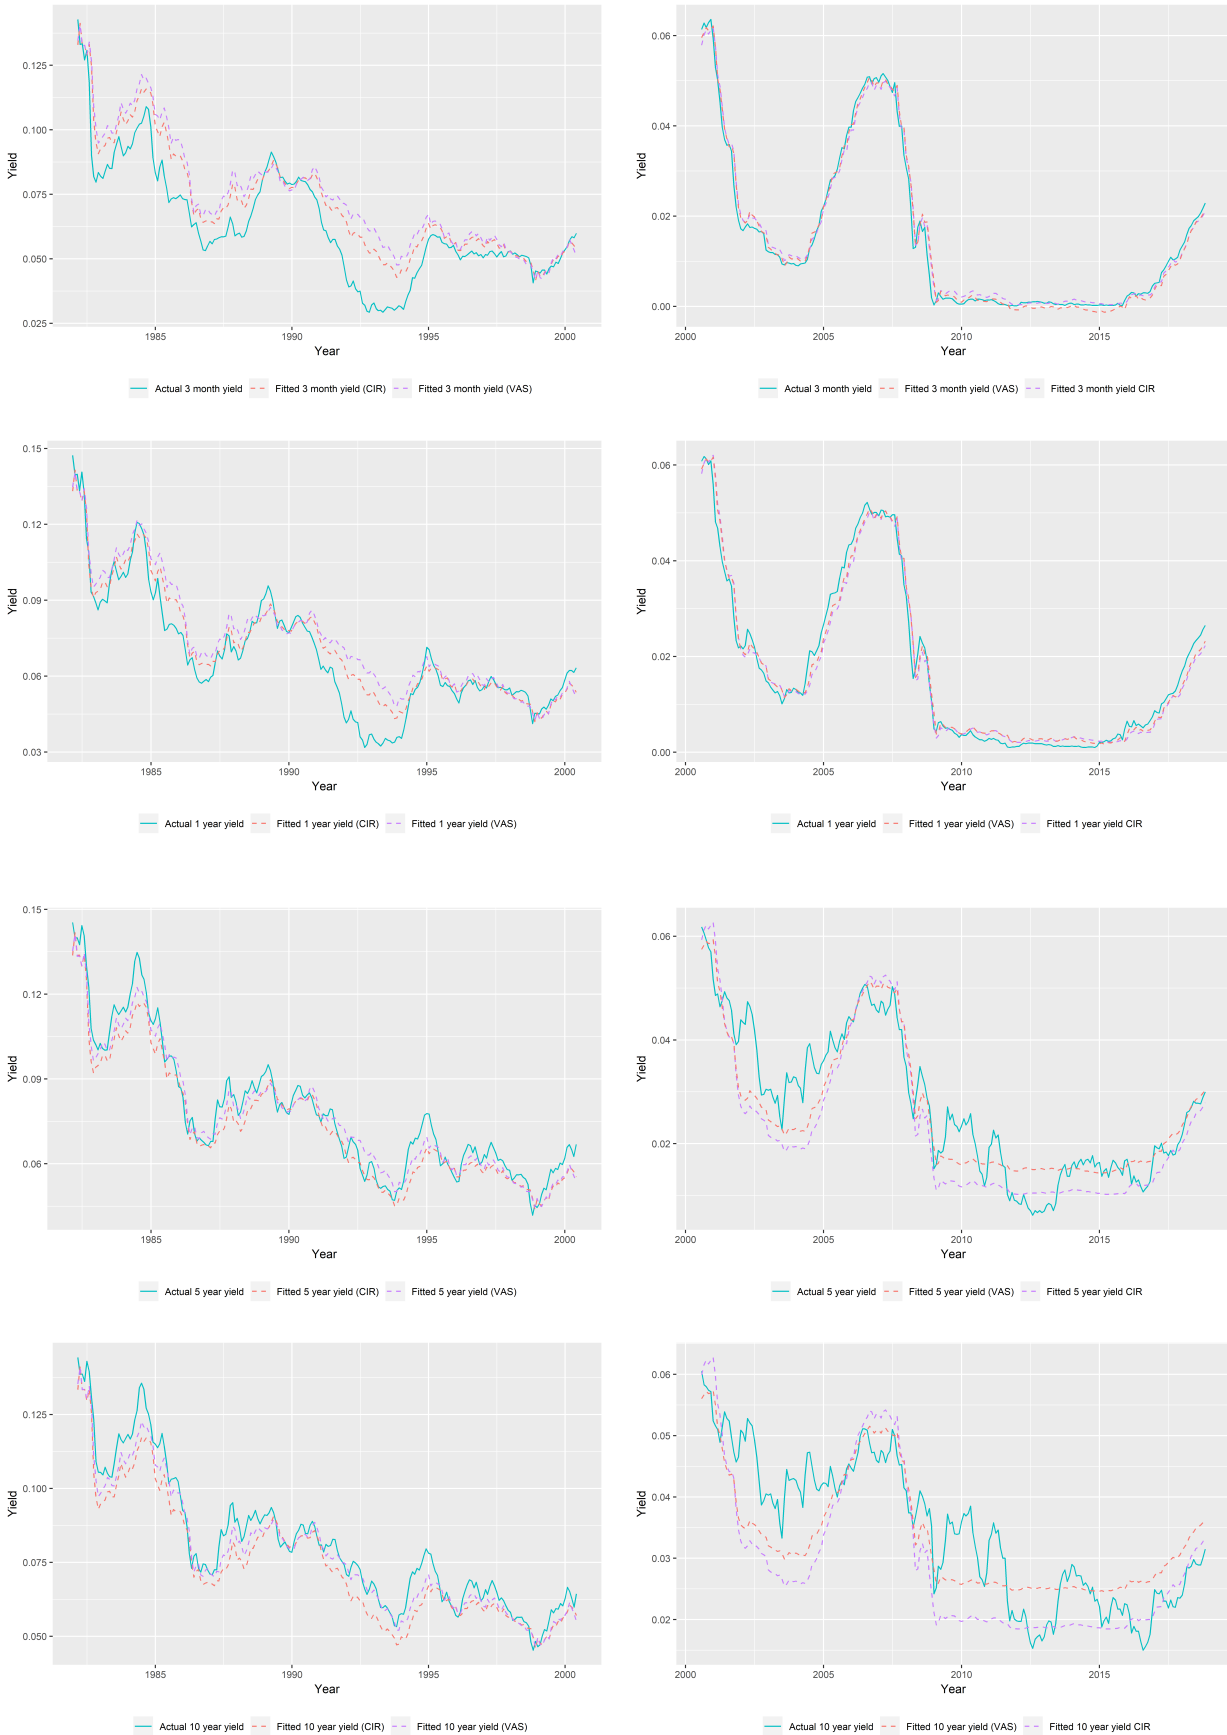 0.125
0.100
0.075
0.050
0.025
Yield
1985 1990 1995 2000
Year
Actual 3 month yield Fitted 3 month yield (CIR) Fitted 3 month yield (VAS)
0.06
0.04
0.02
0.00
Yield
2000 2005 2010 2015
Year
Actual 3 month yield Fitted 3 month yield (VAS) Fitted 3 month yield CIR
0.15
0.12
0.09
0.06
0.03
Yield
1985 1990 1995 2000
Year
Actual 1 year yield Fitted 1 year yield (CIR) Fitted 1 year yield (VAS)
0.06
0.04
0.02
0.00
Yield
2000 2005 2010 2015
Year
Actual 1 year yield Fitted 1 year yield (VAS) Fitted 1 year yield CIR
0.15
0.12
0.09
0.06
Yield
1985 1990 1995 2000
Year
Actual 5 year yield Fitted 5 year yield (CIR) Fitted 5 year yield (VAS)
0.06
0.04
0.02
Yield
2000 2005 2010 2015
Year
Actual 5 year yield Fitted 5 year yield (VAS) Fitted 5 year yield CIR
0.125
0.100
0.075
0.050
Yield
1985 1990 1995 2000
Year
Actual 10 year yield Fitted 10 year yield (CIR) Fitted 10 year yield (VAS)
0.06
0.05
0.04
0.03
0.02
Yield
2000 2005 2010 2015
Year
Actual 10 year yield Fitted 10 year yield (VAS) Fitted 10 year yield CIR